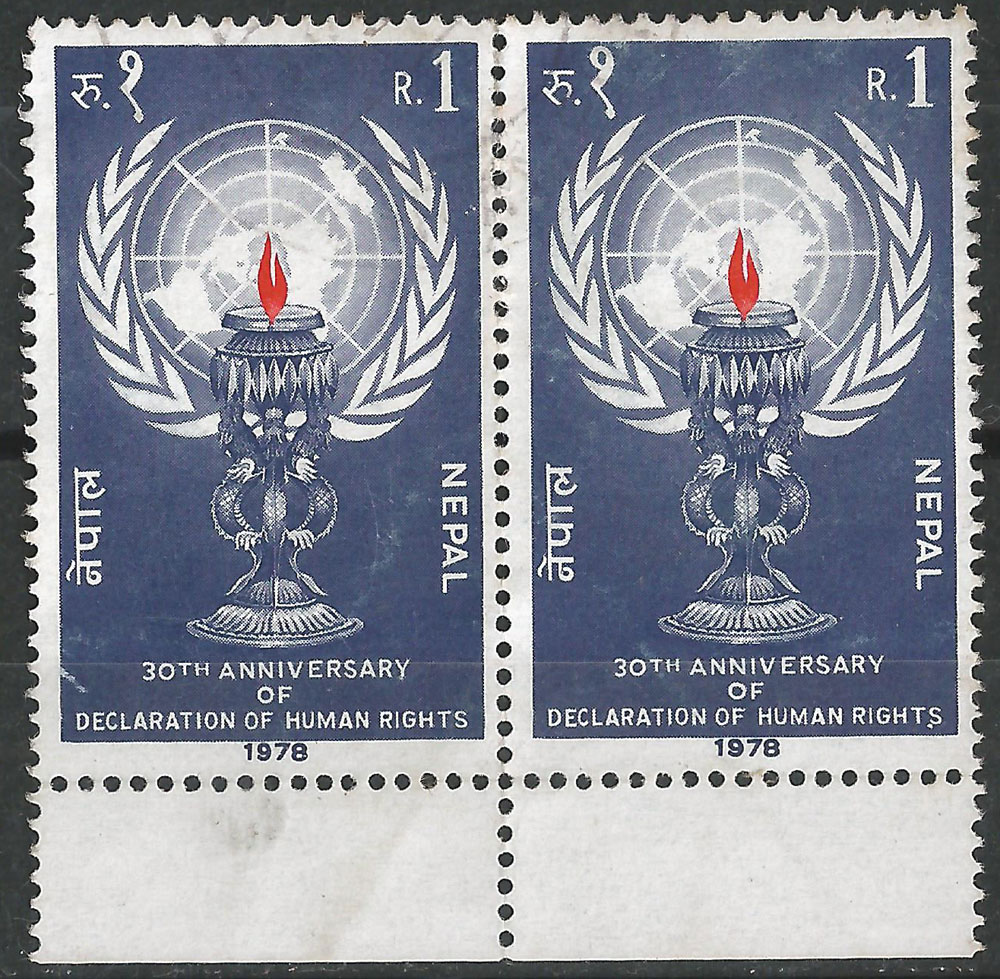 रु. १ R. 1
नेपाल
NEPAL
30TH ANNIVERSARY
OF
DECLARATION OF HUMAN RIGHTS
1978
रु. १ R. 1
नेपाल
NEPAL
30TH ANNIVERSARY
OF
DECLARATION OF HUMAN RIGHTS
1978